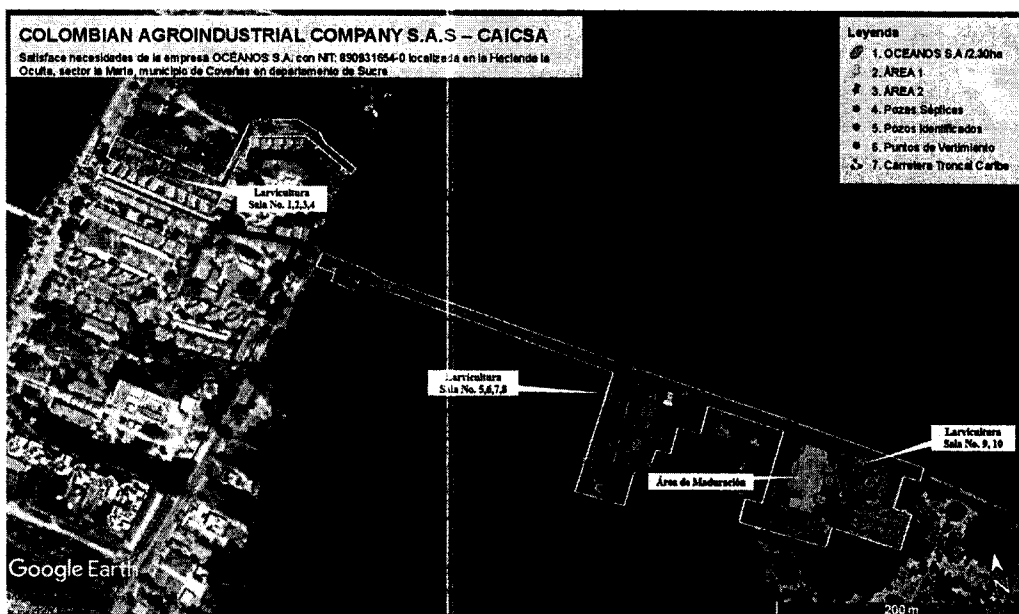 COLOMBIAN AGROINDUSTRIAL COMPANY S.A.S – CAICSA
Satisface necesidades de la empresa OCÉANOS S.A. con NIT: 890931654-0 localizada en la Hacienda la
Oculta, sector la Marta, municipio de Coveñas en departamento de Sucre
Leyenda
1. OCEANOS S.A /2.30ha
2. ÁREA 1
3. ÁREA 2
4. Pozas Sépticas
5. Pozos Identificados
6. Puntos de Vertimiento
7. Carretera Troncal Caribe
Larvicultura
Sala No. 1,2,3,4
Larvicultura
Sala No. 5,6,7,8
Larvicultura
Sala No. 9, 10
Área de Maduración
Google Earth
N
200 m